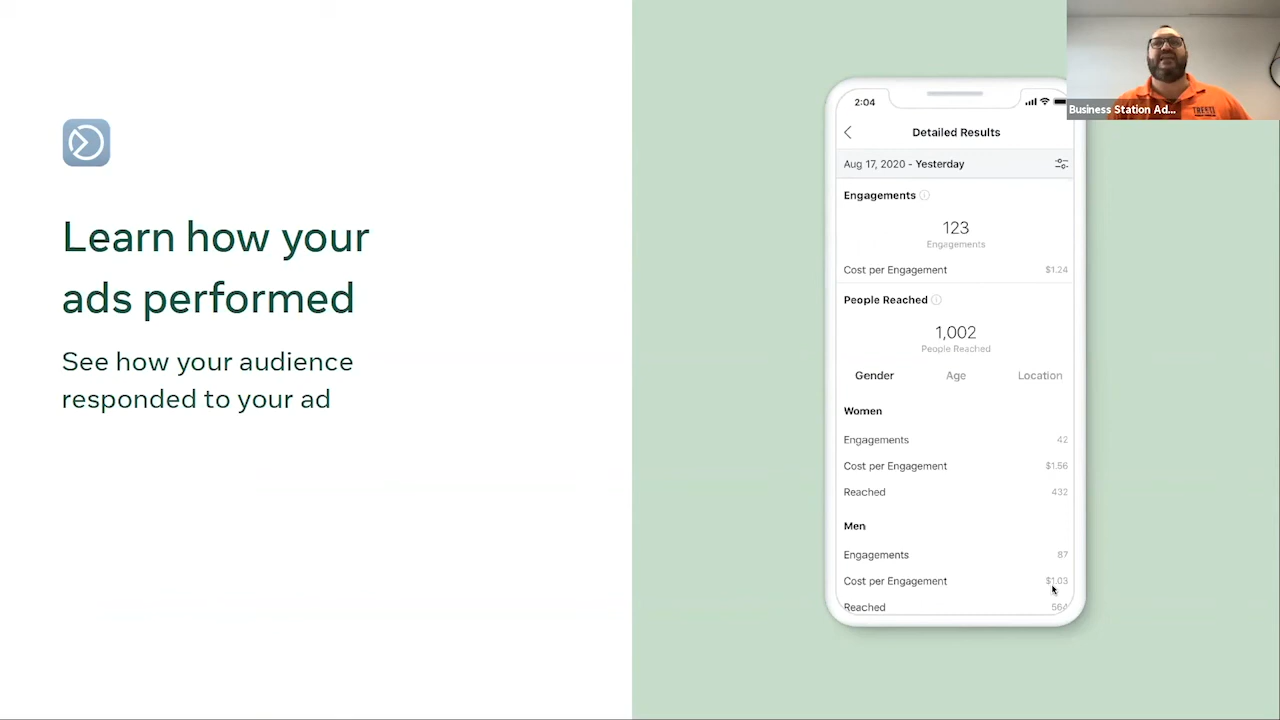 Learn how your
ads performed
See how your audience
responded to your ad
2:04
Detailed Results
Aug 17, 2020 - Yesterday
Engagements
123
Engagements
Cost per Engagement $1.24
People Reached
1,002
People Reached
Gender Age Location
Women
Engagements 42
Cost per Engagement $1.56
Reached 432
Men
Engagements 87
Cost per Engagement $1.03
Reached 564
Business Station Ad...